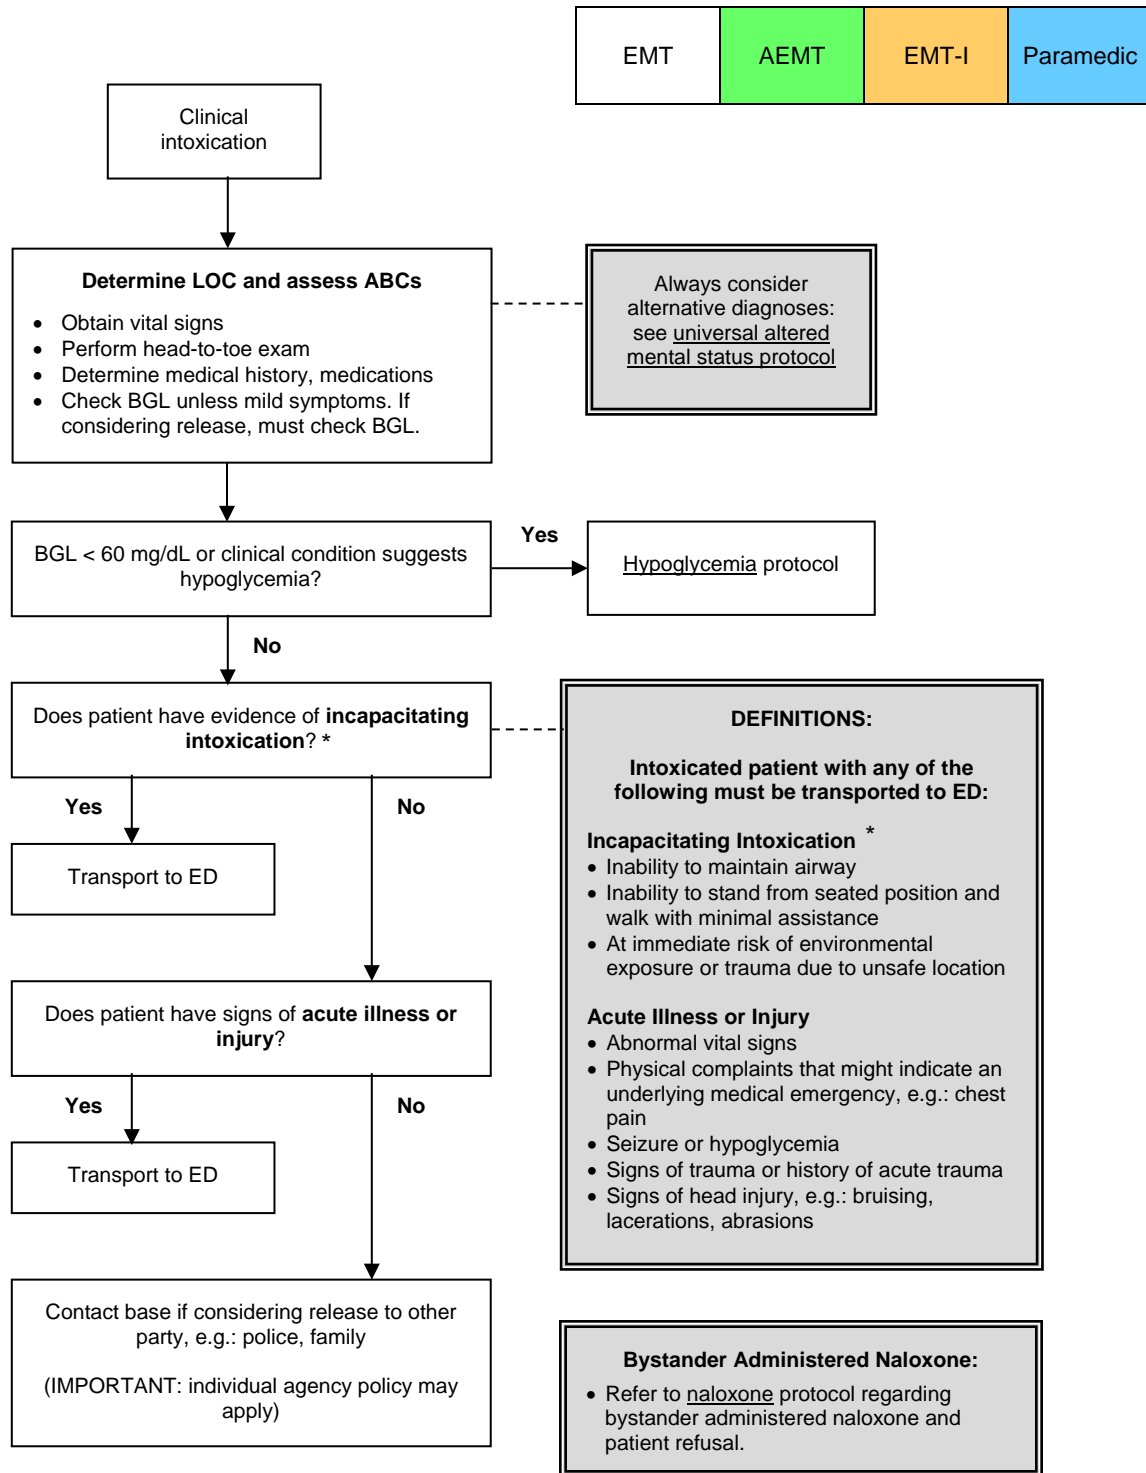 EMT AEMT EMT-I Paramedic
Clinical
intoxication
Determine LOC and assess ABCs
• Obtain vital signs
• Perform head-to-toe exam
• Determine medical history, medications
• Check BGL unless mild symptoms. If
considering release, must check BGL.
Always consider
alternative diagnoses:
see universal altered
mental status protocol
BGL < 60 mg/dL or clinical condition suggests
hypoglycemia?
Yes
Hypoglycemia protocol
No
Does patient have evidence of incapacitating
intoxication? *
Yes
No
Transport to ED
Does patient have signs of acute illness or
injury?
Yes
No
Transport to ED
Contact base if considering release to other
party, e.g.: police, family
(IMPORTANT: individual agency policy may
apply)
DEFINITIONS:
Intoxicated patient with any of the
following must be transported to ED:
Incapacitating Intoxication *
• Inability to maintain airway
• Inability to stand from seated position and
walk with minimal assistance
• At immediate risk of environmental
exposure or trauma due to unsafe location
Acute Illness or Injury
• Abnormal vital signs
• Physical complaints that might indicate an
underlying medical emergency, e.g.: chest
pain
• Seizure or hypoglycemia
• Signs of trauma or history of acute trauma
• Signs of head injury, e.g.: bruising,
lacerations, abrasions
Bystander Administered Naloxone:
• Refer to naloxone protocol regarding
bystander administered naloxone and
patient refusal.